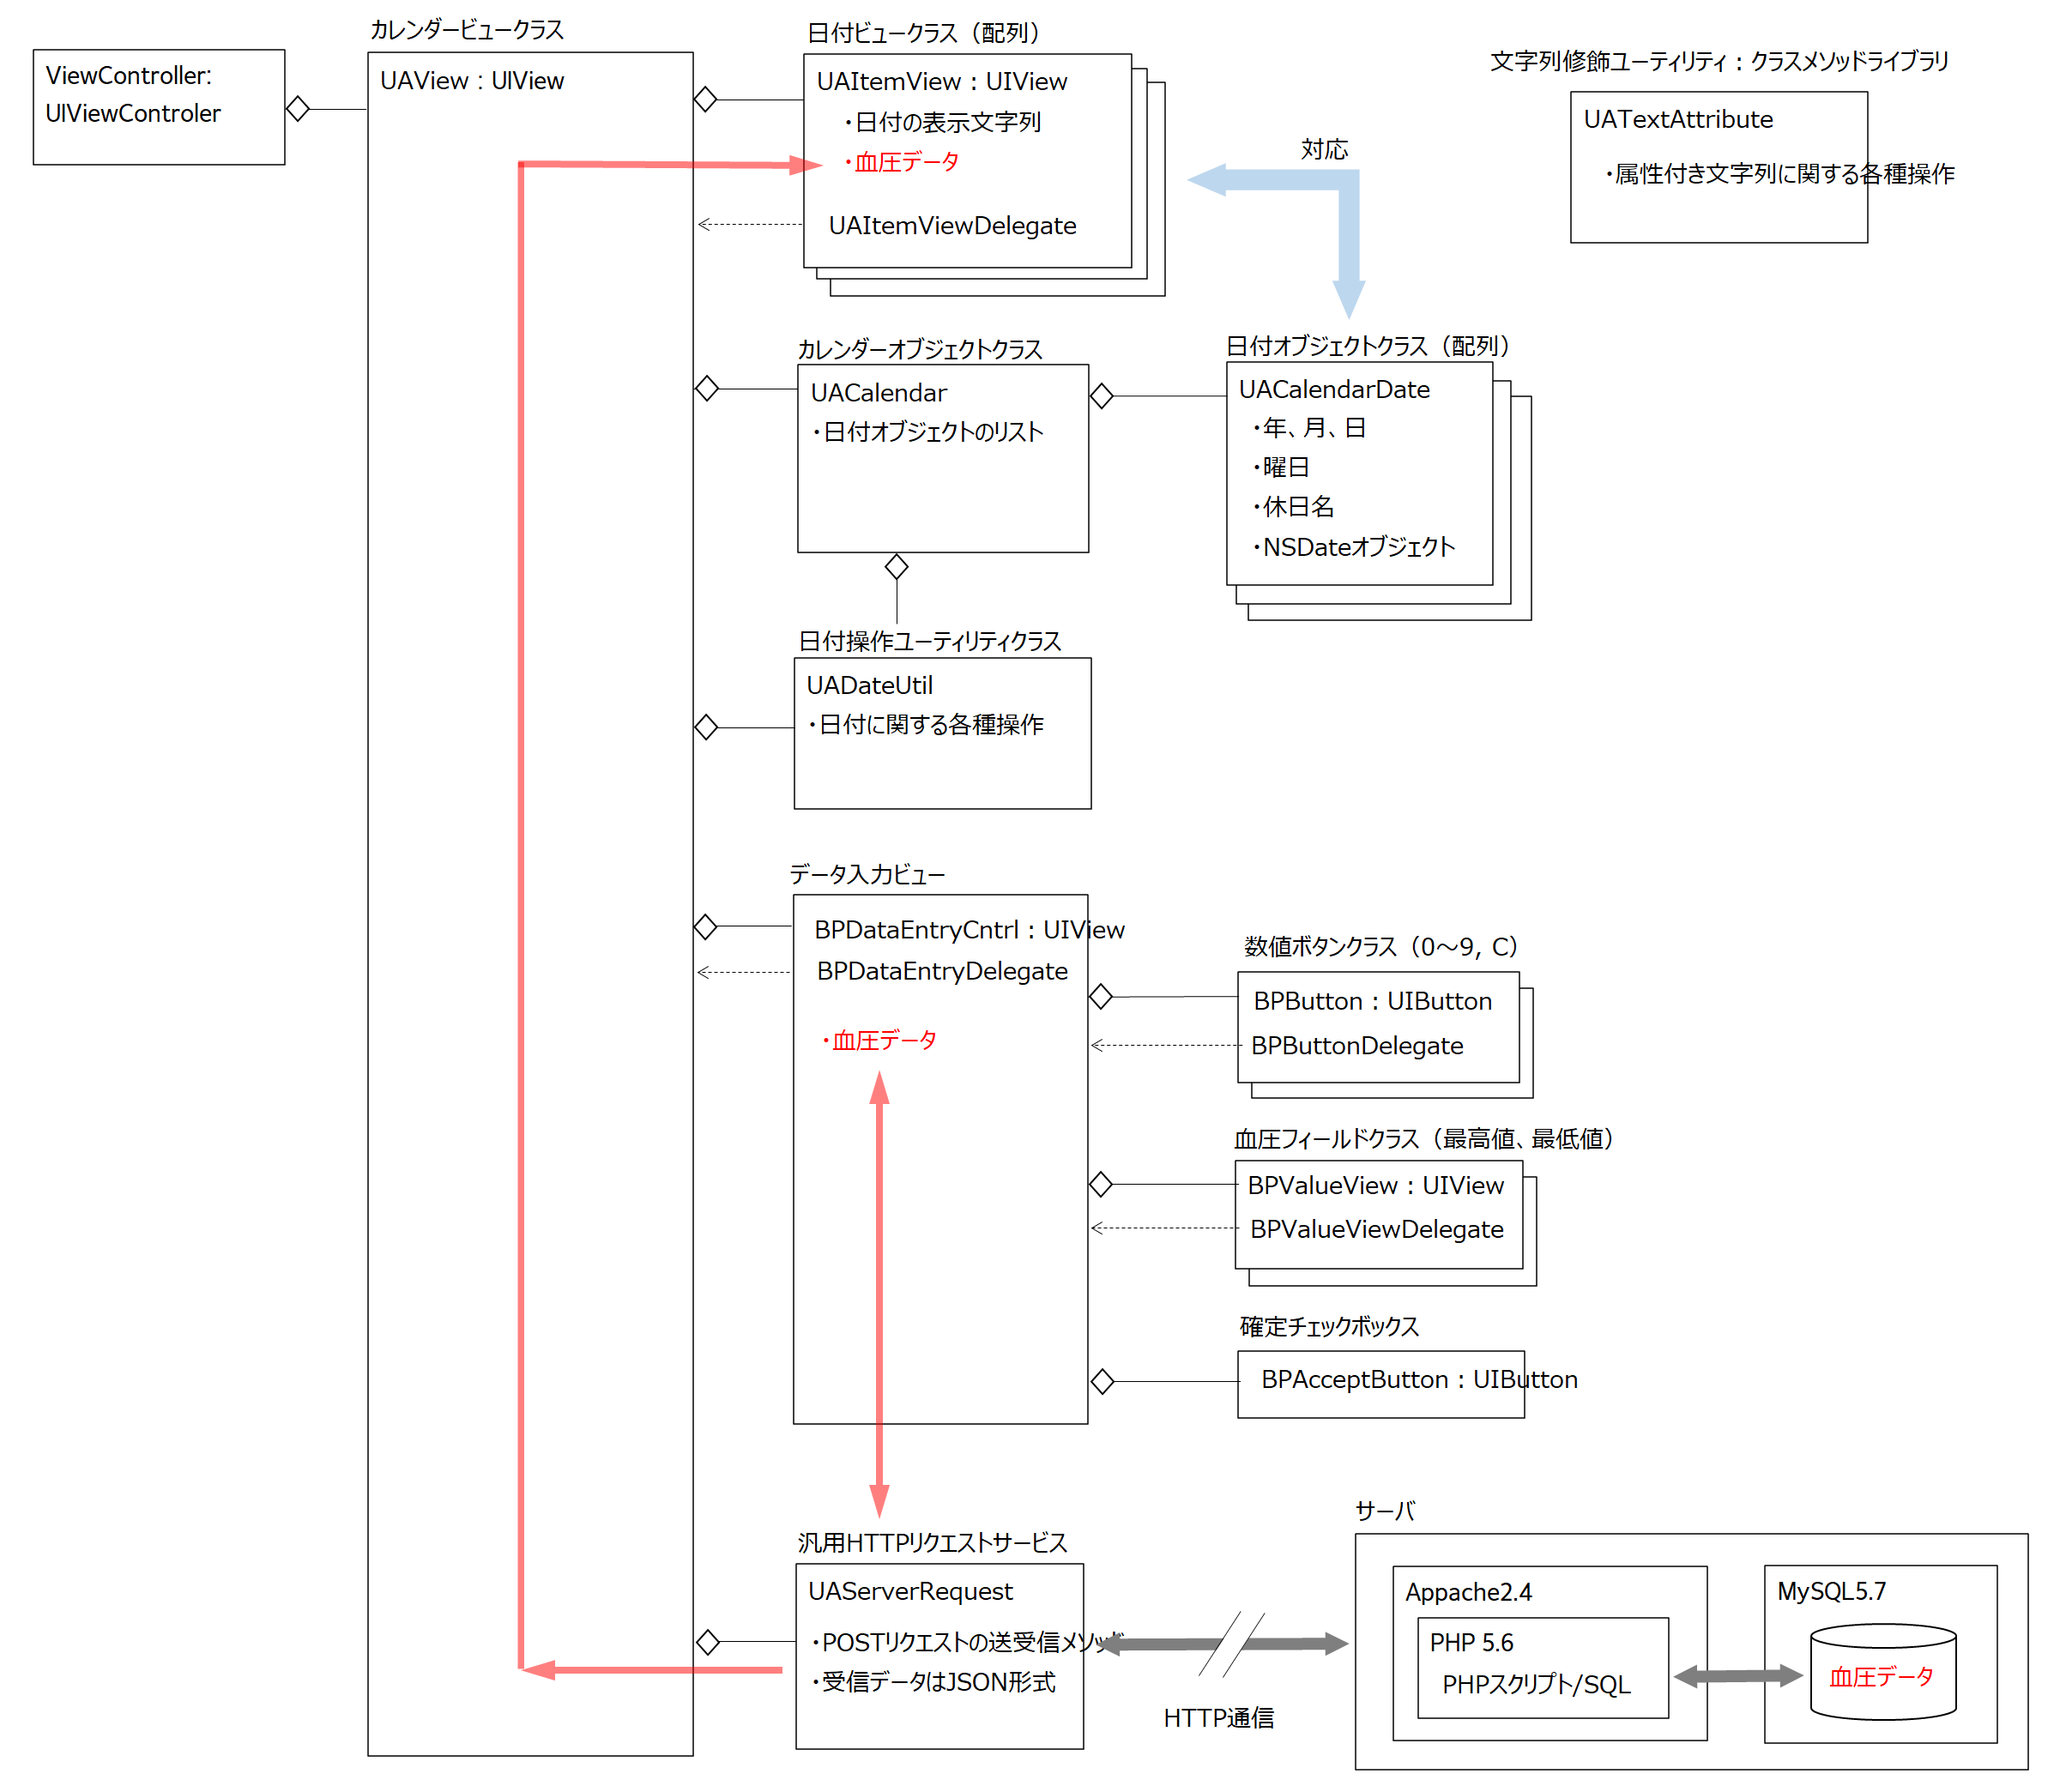 カレンダービュークラス
ViewController:
UIViewControler
UAView : UIView
日付ビュークラス（配列）
UAItemView : UIView
・日付の表示文字列
・血圧データ
UAItemViewDelegate
文字列修飾ユーティリティ：クラスメソッドライブラリ
UATextAttribute
・属性付き文字列に関する各種操作
対応
カレンダーオブジェクトクラス
UACalendar
・日付オブジェクトのリスト
日付オブジェクトクラス（配列）
UACalendarDate
・年、月、日
・曜日
・休日名
・NSDateオブジェクト
日付操作ユーティリティクラス
UADateUtil
・日付に関する各種操作
データ入力ビュー
BPDataEntryCntrl : UIView
BPDataEntryDelegate
・血圧データ
数値ボタンクラス（0～9, C）
BPButton : UIButton
BPButtonDelegate
血圧フィールドクラス（最高値、最低値）
BPValueView : UIView
BPValueViewDelegate
確定チェックボックス
BPAcceptButton : UIButton
汎用HTTPリクエストサービス
UAServerRequest
・POSTリクエストの送受信メソッド
・受信データはJSON形式
HTTP通信
サーバ
Appache2.4
PHP 5.6
PHPスクリプト/SQL
MySQL5.7
血圧データ